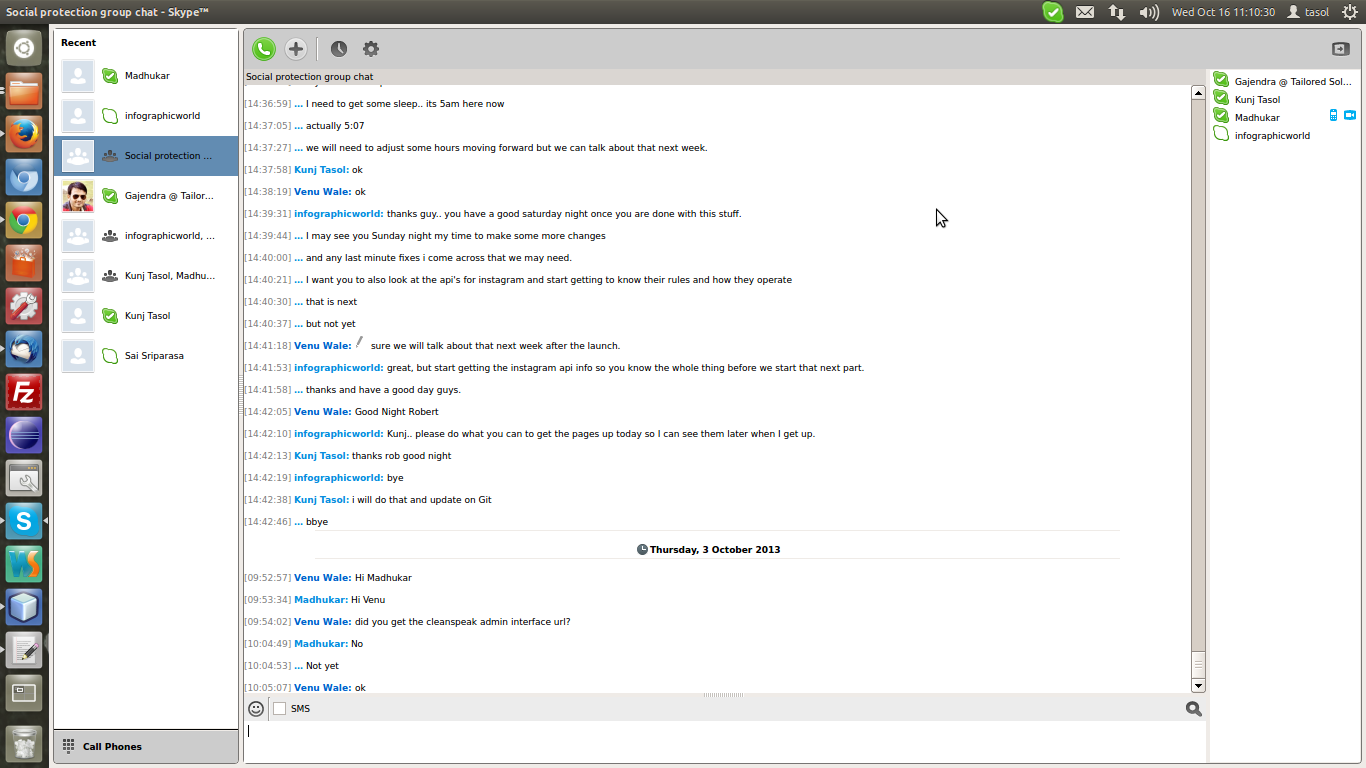 Social protection group chat - Skype™
Wed Oct 16 11:10:30
tasol
Recent
Madhukar
infographicworld
Social protection ...
Gajendra @ Tailor...
infographicworld, ...
Kunj Tasol, Madhu...
Kunj Tasol
Sai Sriparasa
Call Phones
Social protection group chat
[14:36:59] ... I need to get some sleep.. its 5am here now
[14:37:05] ... actually 5:07
[14:37:27] ... we will need to adjust some hours moving forward but we can talk about that next week.
[14:37:58] Kunj Tasol: ok
[14:38:19] Venu Wale: ok
[14:39:31] infographicworld: thanks guy.. you have a good saturday night once you are done with this stuff.
[14:39:44] ... I may see you Sunday night my time to make some more changes
[14:40:00] ... and any last minute fixes i come across that we may need.
[14:40:21] ... I want you to also look at the api's for instagram and start getting to know their rules and how they operate
[14:40:30] ... that is next
[14:40:37] ... but not yet
[14:41:18] Venu Wale: sure we will talk about that next week after the launch.
[14:41:53] infographicworld: great, but start getting the instagram api info so you know the whole thing before we start that next part.
[14:41:58] ... thanks and have a good day guys.
[14:42:05] Venu Wale: Good Night Robert
[14:42:10] infographicworld: Kunj.. please do what you can to get the pages up today so I can see them later when I get up.
[14:42:13] Kunj Tasol: thanks rob good night
[14:42:19] infographicworld: bye
[14:42:38] Kunj Tasol: i will do that and update on Git
[14:42:46] ... bbye
Thursday, 3 October 2013
[09:52:57] Venu Wale: Hi Madhukar
[09:53:34] Madhukar: Hi Venu
[09:54:02] Venu Wale: did you get the cleanspeak admin interface url?
[10:04:49] Madhukar: No
[10:04:53] ... Not yet
[10:05:07] Venu Wale: ok
SMS
Gajendra @ Tailored Sol...
Kunj Tasol
Madhukar
infographicworld
Fz
S
WS